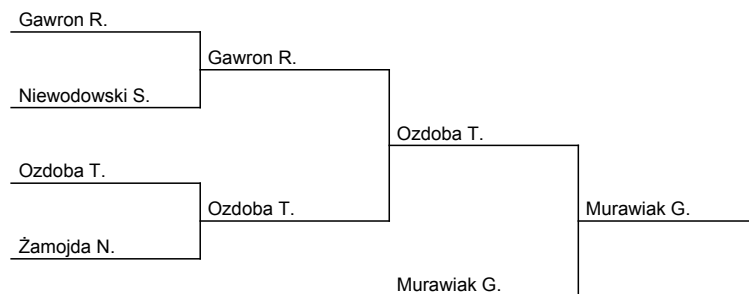 Gawron R.
Gawron R.
Niewodowski S.
Ozdoba T.
Ozdoba T.
Ozdoba T.
Murawiak G.
Żamojda N.
Murawiak G.